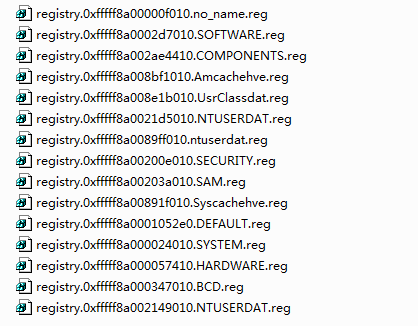 registry.0xfffff8a00000f010.no_name.reg
registry.0xfffff8a0002d7010.SOFTWARE.reg
registry.0xfffff8a002ae4410.COMPONENTS.reg
registry.0xfffff8a008bf1010.Amcachehve.reg
registry.0xfffff8a008e1b010.UsrClassdat.reg
registry.0xfffff8a0021d5010.NTUSERDAT.reg
registry.0xfffff8a0089ff010.ntuserdat.reg
registry.0xfffff8a00200e010.SECURITY.reg
registry.0xfffff8a00203a010.SAM.reg
registry.0xfffff8a00891f010.Syscachehve.reg
registry.0xfffff8a0001052e0.DEFAULT.reg
registry.0xfffff8a000024010.SYSTEM.reg
registry.0xfffff8a000057410.HARDWARE.reg
registry.0xfffff8a000347010.BCD.reg
registry.0xfffff8a002149010.NTUSERDAT.reg